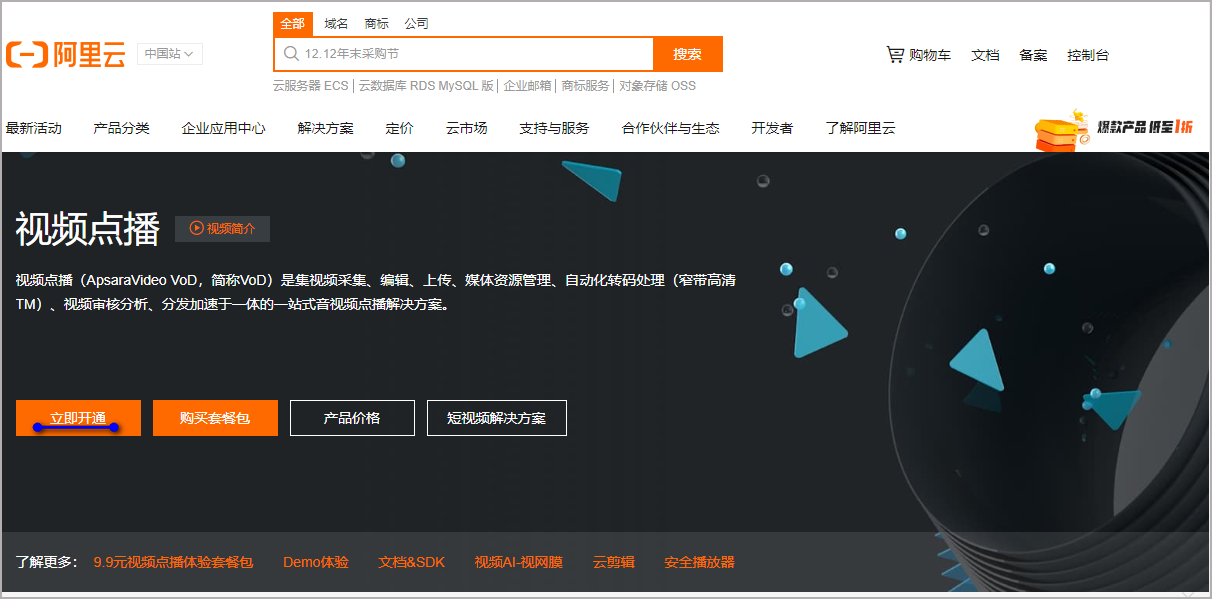 全部 域名 商标 公司
阿里云 中国站 12.12年末采购节 搜索 购物车 文档 备案 控制台
云服务器 ECS | 云数据库 RDS MySQL 版 | 企业邮箱 | 商标服务 | 对象存储 OSS
最新活动 产品分类 企业应用中心 解决方案 定价 云市场 支持与服务 合作伙伴与生态 开发者 了解阿里云 爆款产品 低至1折
视频点播 视频简介
视频点播（ApsaraVideo VoD，简称VoD）是集视频采集、编辑、上传、媒体资源管理、自动化转码处理（窄带高清
TM）、视频审核分析、分发加速于一体的一站式音视频点播解决方案。
立即开通 购买套餐包 产品价格 短视频解决方案
了解更多： 9.9元视频点播体验套餐包 Demo体验 文档&SDK 视频AI-视网膜 云剪辑 安全播放器